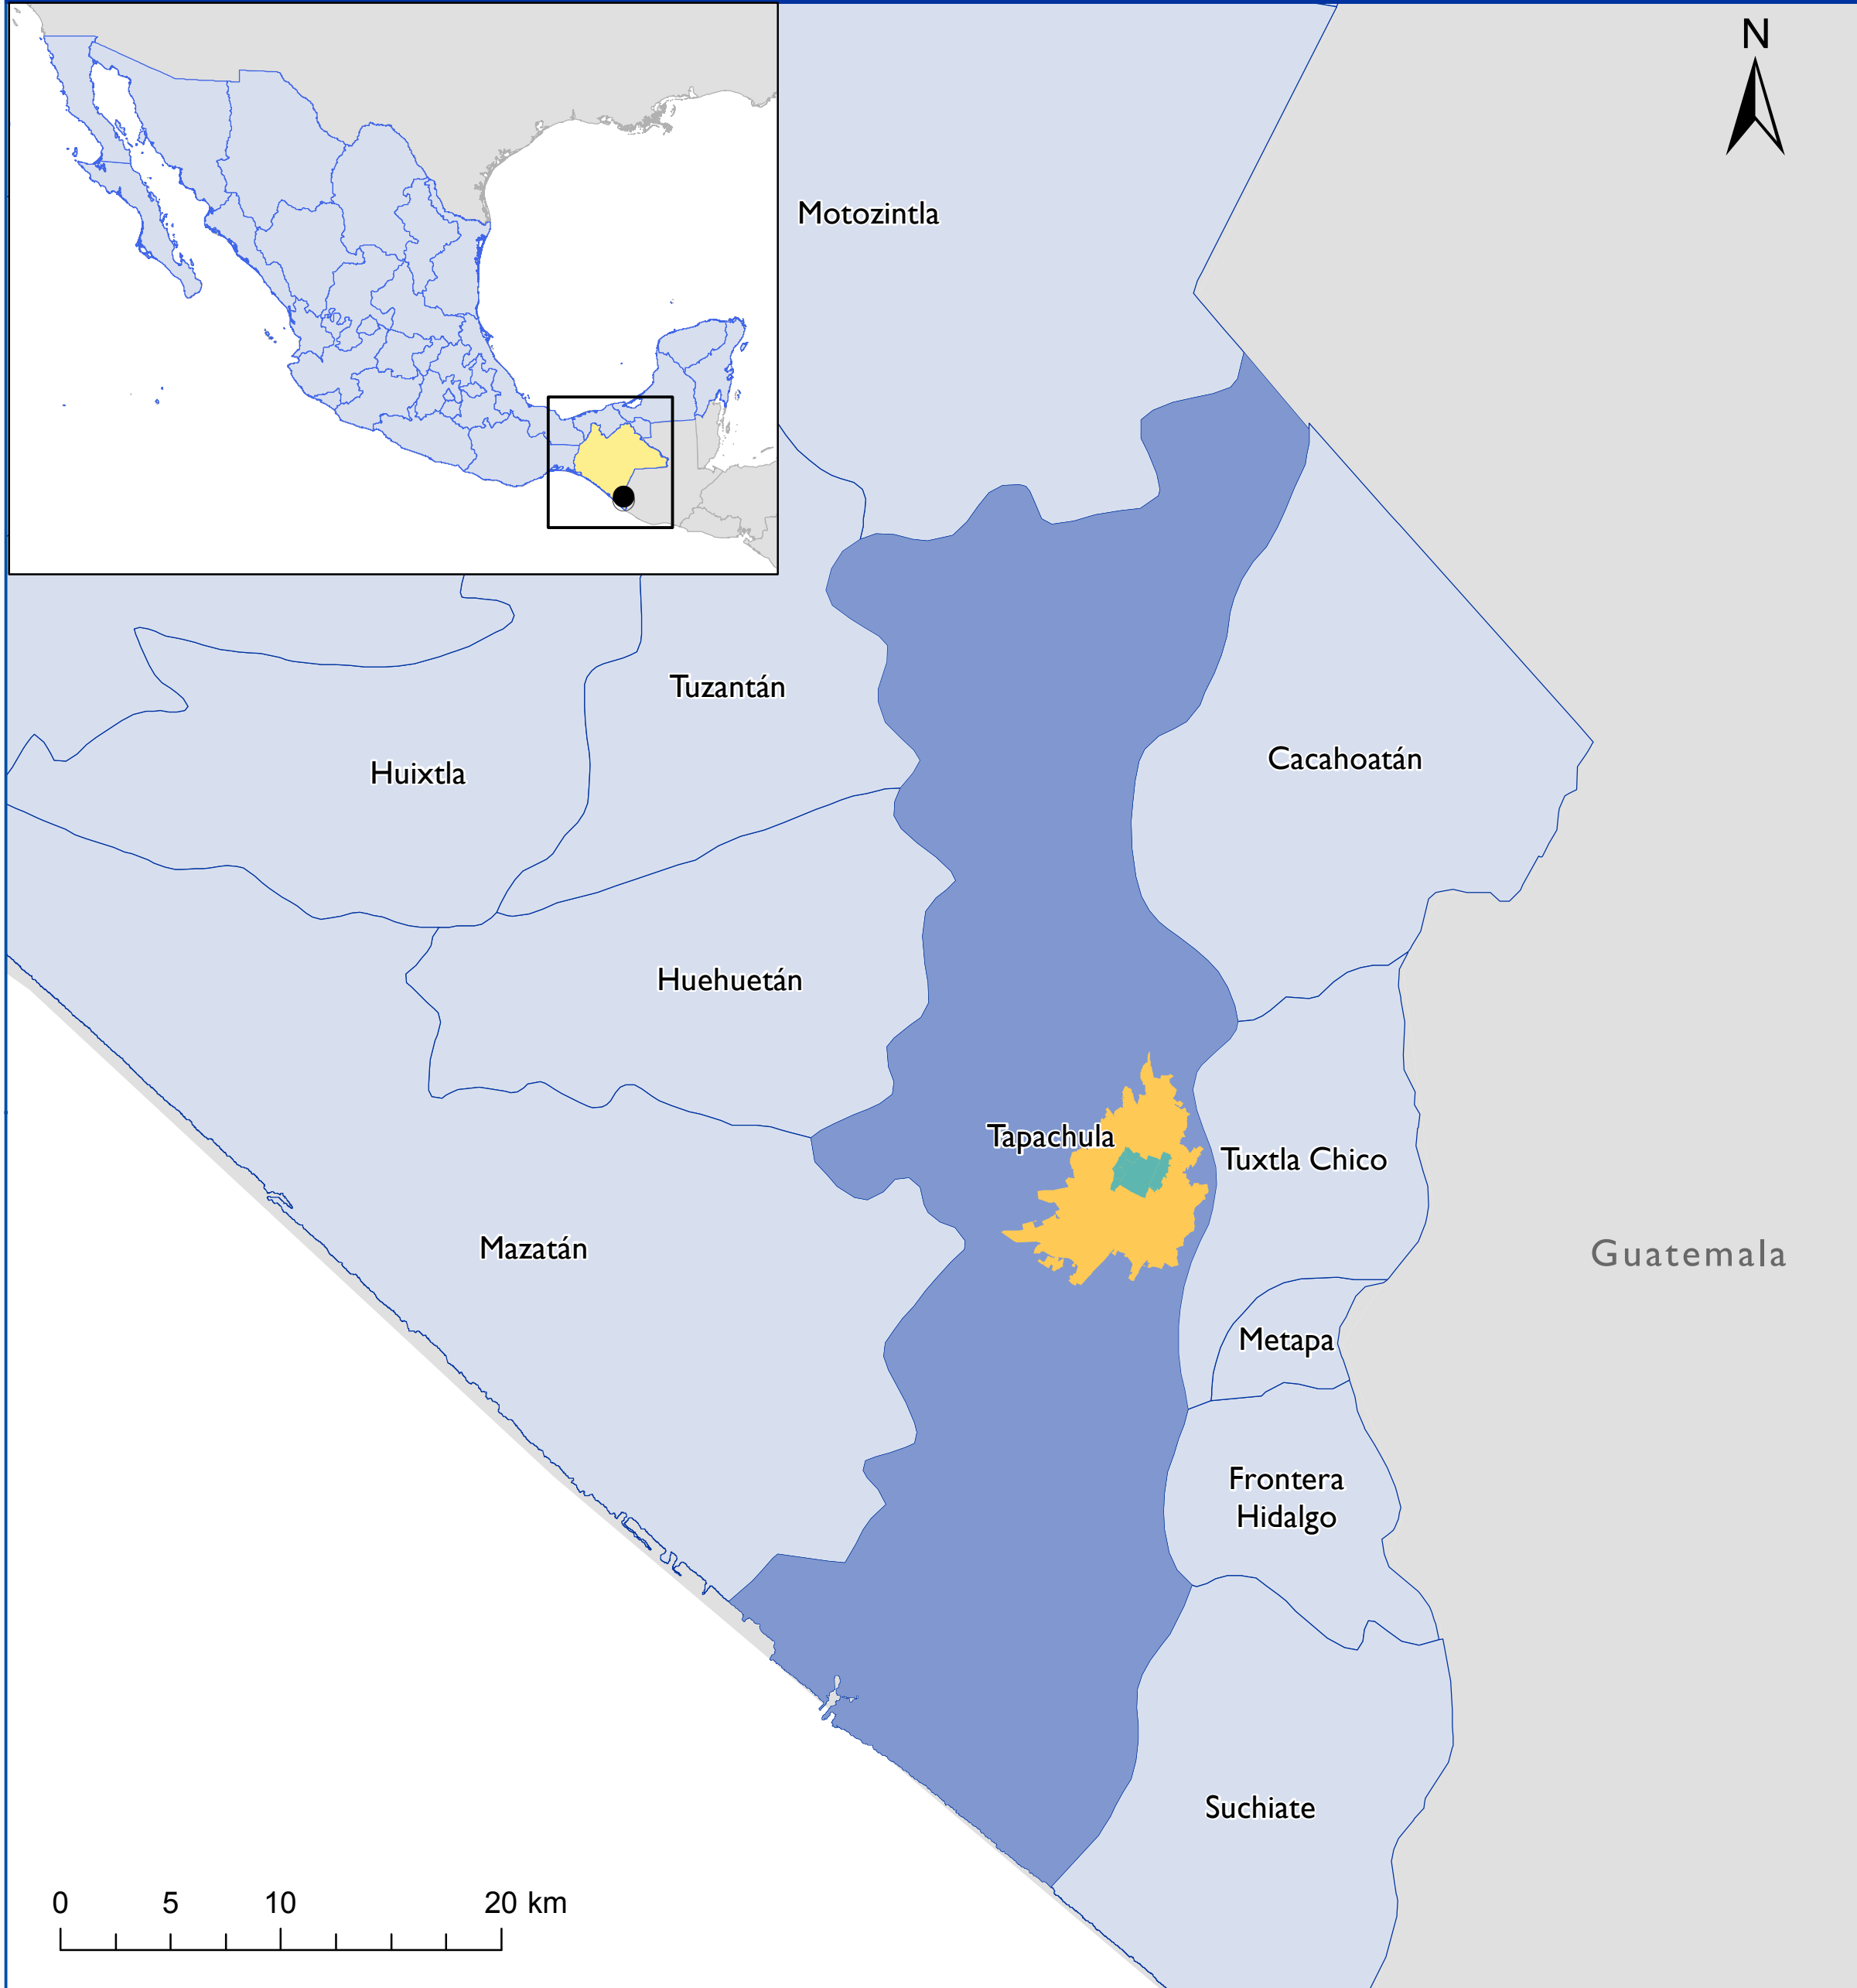 N
Motozintla
Tuzantán
Huixtla
Cacahoatán
Huehuetán
Tapachula
Tuxtla Chico
Mazatán
Guatemala
Metapa
Frontera
Hidalgo
Suchiate
0 5 10 20 km